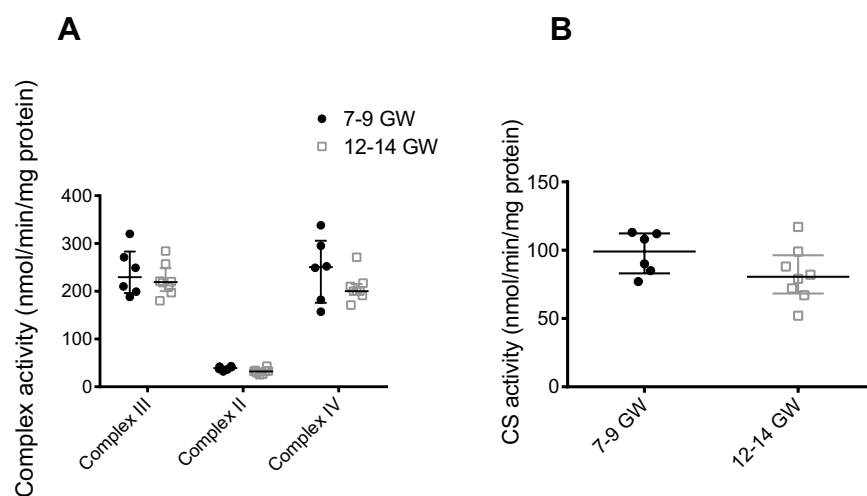 A
Complex activity (nmol/min/mg protein)
7-9 GW
12-14 GW
400
300
200
100
0
Complex III
Complex II
Complex IV
B
CS activity (nmol/min/mg protein)
150
100
50
0
7-9 GW
12-14 GW